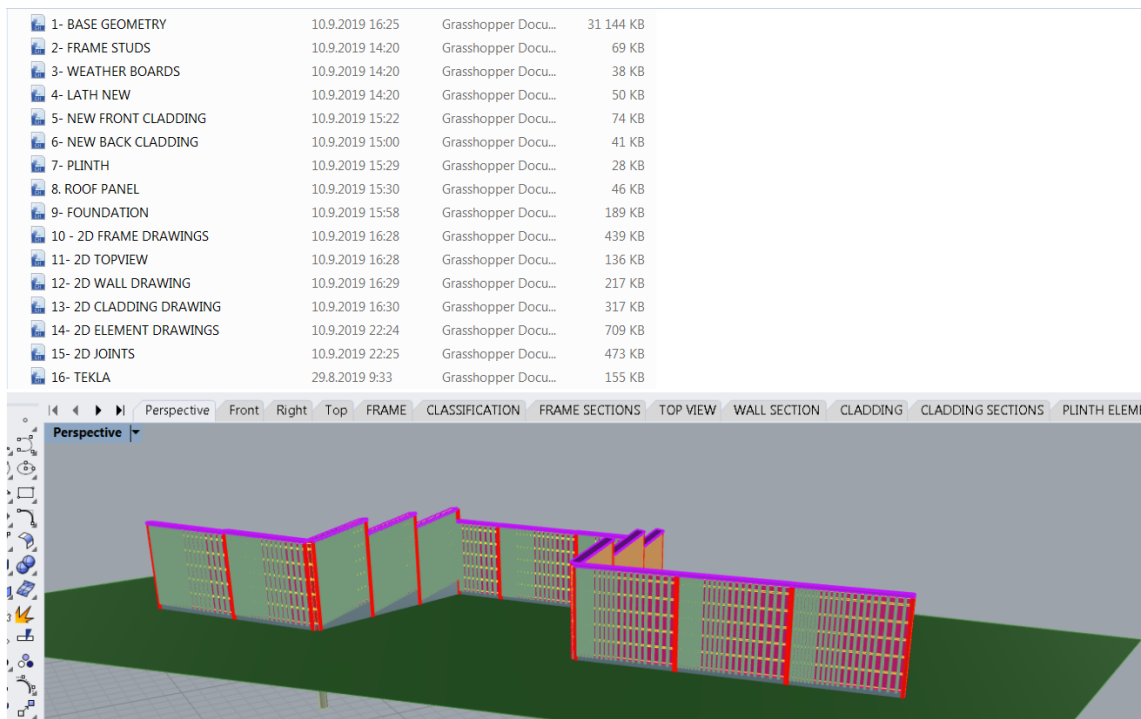 1- BASE GEOMETRY 10.9.2019 16:25 Grasshopper Docu... 31 144 KB
2- FRAME STUDS 10.9.2019 14:20 Grasshopper Docu... 69 KB
3- WEATHER BOARDS 10.9.2019 14:20 Grasshopper Docu... 38 KB
4- LATH NEW 10.9.2019 14:20 Grasshopper Docu... 50 KB
5- NEW FRONT CLADDING 10.9.2019 15:22 Grasshopper Docu... 74 KB
6- NEW BACK CLADDING 10.9.2019 15:00 Grasshopper Docu... 41 KB
7- PLINTH 10.9.2019 15:29 Grasshopper Docu... 28 KB
8. ROOF PANEL 10.9.2019 15:30 Grasshopper Docu... 46 KB
9- FOUNDATION 10.9.2019 15:58 Grasshopper Docu... 189 KB
10 - 2D FRAME DRAWINGS 10.9.2019 16:28 Grasshopper Docu... 439 KB
11- 2D TOPVIEW 10.9.2019 16:28 Grasshopper Docu... 136 KB
12- 2D WALL DRAWING 10.9.2019 16:29 Grasshopper Docu... 217 KB
13- 2D CLADDING DRAWING 10.9.2019 16:30 Grasshopper Docu... 317 KB
14- 2D ELEMENT DRAWINGS 10.9.2019 22:24 Grasshopper Docu... 709 KB
15- 2D JOINTS 10.9.2019 22:25 Grasshopper Docu... 473 KB
16- TEKLA 29.8.2019 9:33 Grasshopper Docu... 155 KB
Perspective Front Right Top FRAME CLASSIFICATION FRAME SECTIONS TOP VIEW WALL SECTION CLADDING CLADDING SECTIONS PLINTH ELEM
Perspective